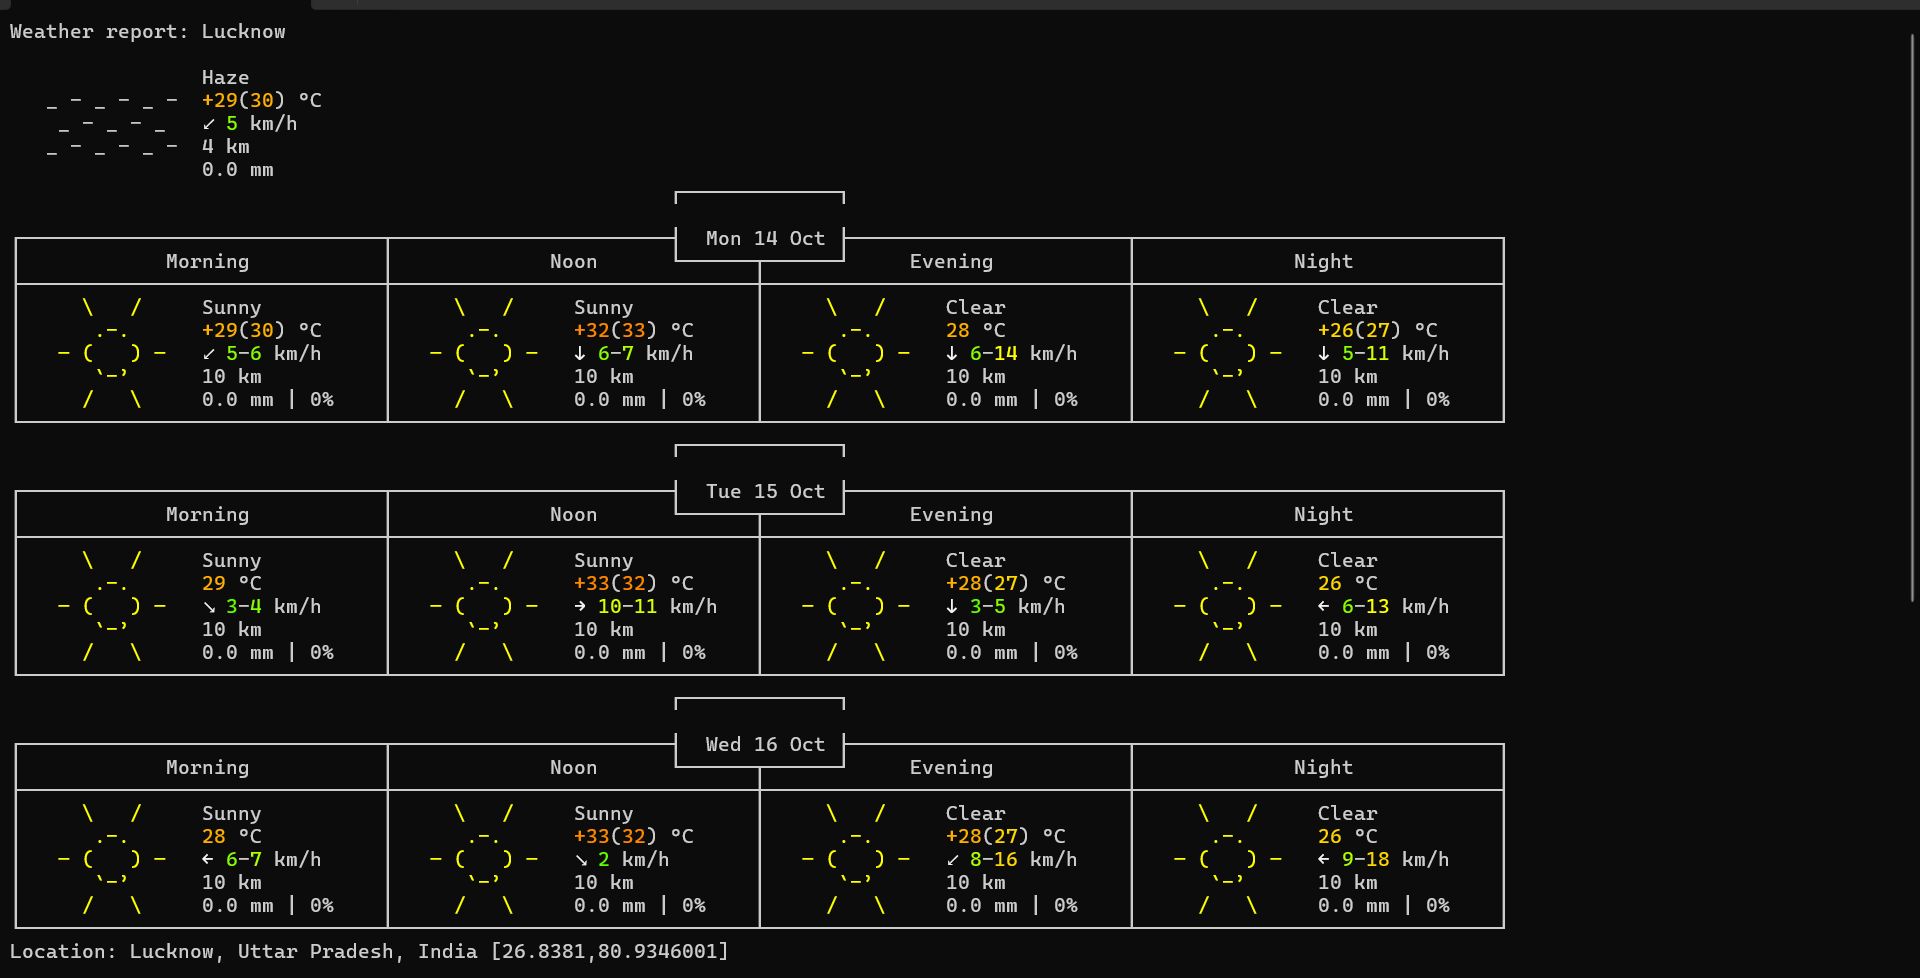 Weather report: Lucknow
Haze
_ - _ - _ - +29(30) °C
_ - _ - _ ↙ 5 km/h
_ - _ - _ - 4 km
0.0 mm
Mon 14 Oct
Morning Noon Evening Night
\ / Sunny \ / Sunny \ / Clear \ / Clear
.-. +29(30) °C .-. +32(33) °C .-. 28 °C .-. +26(27) °C
― ( ) ― ↙ 5-6 km/h ― ( ) ― ↓ 6-7 km/h ― ( ) ― ↓ 6-14 km/h ― ( ) ― ↓ 5-11 km/h
`-’ 10 km `-’ 10 km `-’ 10 km `-’ 10 km
/ \ 0.0 mm | 0% / \ 0.0 mm | 0% / \ 0.0 mm | 0% / \ 0.0 mm | 0%
Tue 15 Oct
Morning Noon Evening Night
\ / Sunny \ / Sunny \ / Clear \ / Clear
.-. 29 °C .-. +33(32) °C .-. +28(27) °C .-. 26 °C
― ( ) ― ↘ 3-4 km/h ― ( ) ― → 10-11 km/h ― ( ) ― ↓ 3-5 km/h ― ( ) ― ← 6-13 km/h
`-’ 10 km `-’ 10 km `-’ 10 km `-’ 10 km
/ \ 0.0 mm | 0% / \ 0.0 mm | 0% / \ 0.0 mm | 0% / \ 0.0 mm | 0%
Wed 16 Oct
Morning Noon Evening Night
\ / Sunny \ / Sunny \ / Clear \ / Clear
.-. 28 °C .-. +33(32) °C .-. +28(27) °C .-. 26 °C
― ( ) ― ← 6-7 km/h ― ( ) ― ↘ 2 km/h ― ( ) ― ↙ 8-16 km/h ― ( ) ― ← 9-18 km/h
`-’ 10 km `-’ 10 km `-’ 10 km `-’ 10 km
/ \ 0.0 mm | 0% / \ 0.0 mm | 0% / \ 0.0 mm | 0% / \ 0.0 mm | 0%
Location: Lucknow, Uttar Pradesh, India [26.8381,80.9346001]